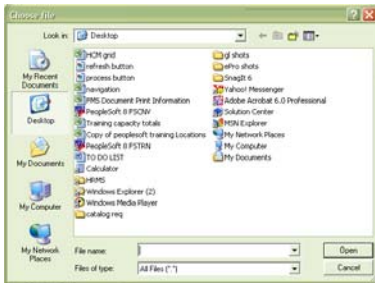 Choose file
Look in: Desktop
My Recent Documents
Desktop
My Documents
My Computer
My Network Places
HCM grid
refresh button
process button
navigation
FMS Document Print Information
PeopleSoft 8 FSCNV
Training capacity totals
Copy of peoplesoft training Locations
PeopleSoft 8 FSTRN
TO DO LIST
Calculator
HRMS
Windows Explorer (2)
Windows Media Player
catalog req
gl shots
ePro shots
SnagIt 6
Yahoo! Messenger
Adobe Acrobat 6.0 Professional
Solution Center
MSN Explorer
My Network Places
My Computer
My Documents
File name:
Open
Files of type: All Files (*.*)
Cancel